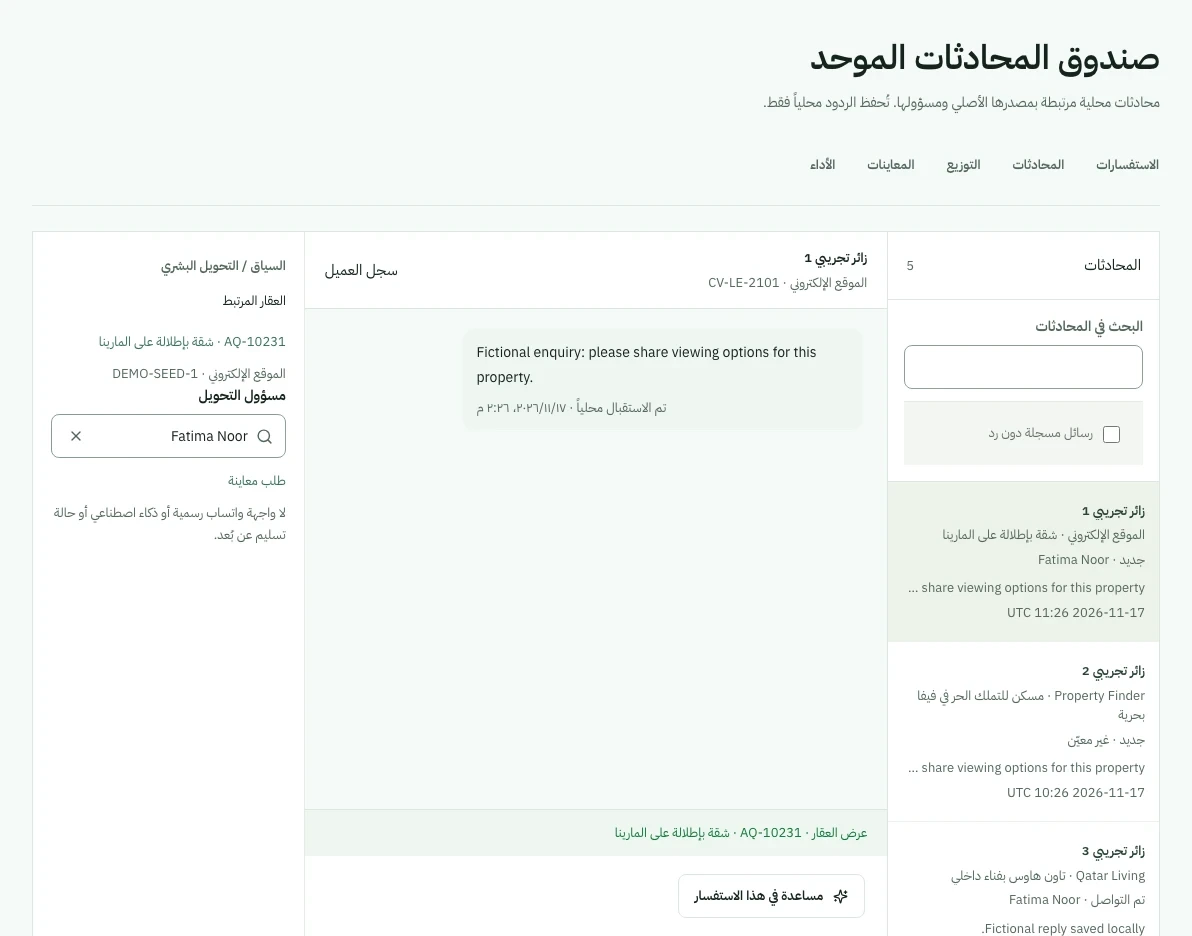 صندوق المحادثات الموحد
محادثات محلية مرتبطة بمصدرها الأصلي ومسؤولها. تُحفظ الردود محلياً فقط.
الاستفسارات
المحادثات
التوزيع
المعاينات
الأداء
المحادثات
5
البحث في المحادثات
رسائل مسجلة دون رد
زائر تجريبي 1
الموقع الإلكتروني · شقة بإطلالة على المارينا
جديد · Fatima Noor
... share viewing options for this property
UTC 11:26 2026-11-17
زائر تجريبي 2
Property Finder · مسكن للتملك الحر في فيفا
بحرية
جديد · غير معيّن
... share viewing options for this property
UTC 10:26 2026-11-17
زائر تجريبي 3
Qatar Living · تاون هاوس بفناء داخلي
تم التواصل · Fatima Noor
Fictional reply saved locally.
زائر تجريبي 1
الموقع الإلكتروني · CV-LE-2101
سجل العميل
Fictional enquiry: please share viewing options for this
property.
تم الاستقبال محلياً · ٢٠٢٦/١١/١٧، ٢:٢٦ م
عرض العقار · AQ-10231 · شقة بإطلالة على المارينا
مساعدة في هذا الاستفسار
السياق / التحويل البشري
العقار المرتبط
AQ-10231 · شقة بإطلالة على المارينا
الموقع الإلكتروني · DEMO-SEED-1
مسؤول التحويل
Fatima Noor
طلب معاينة
لا واجهة واتساب رسمية أو ذكاء اصطناعي أو حالة
تسليم عن بُعد.